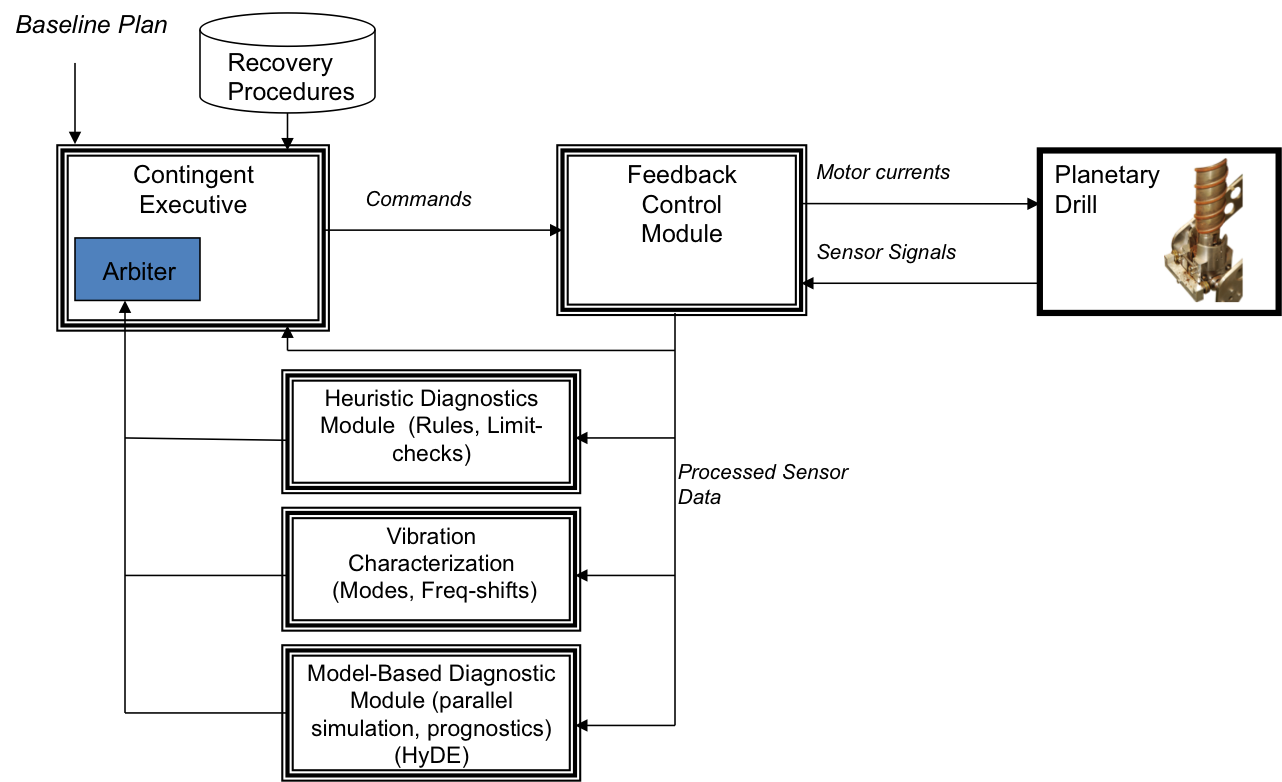 Baseline Plan
Recovery
Procedures
Contingent
Executive
Arbiter
Commands
Feedback
Control
Module
Motor currents
Sensor Signals
Planetary
Drill
Heuristic Diagnostics
Module  (Rules, Limit-
checks)
Processed Sensor
Data
Vibration
Characterization
(Modes, Freq-shifts)
Model-Based Diagnostic
Module (parallel
simulation, prognostics)
(HyDE)